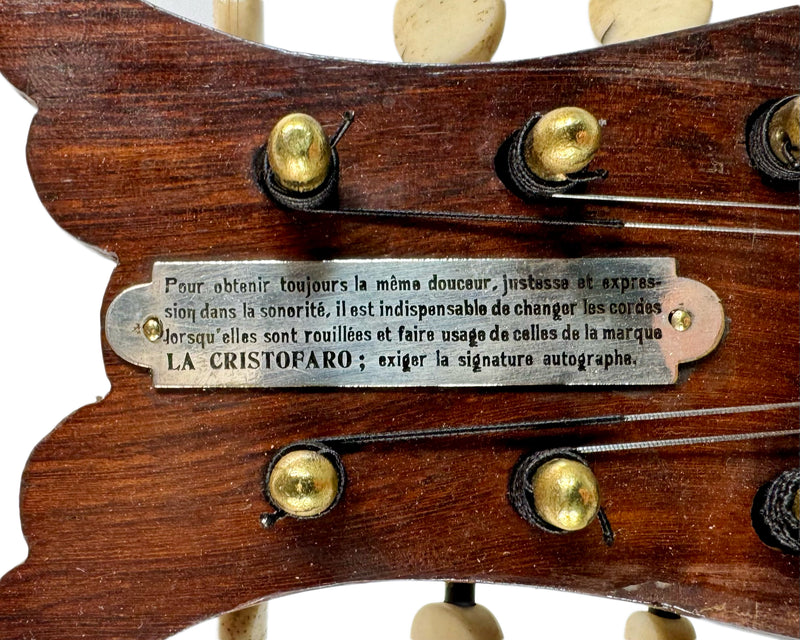 Pour obtenir toujours la même douceur, justesse et expres-
sion dans la sonorité, il est indispensable de changer les cordes
lorsqu'elles sont rouillées et faire usage de celles de la marque
LA CRISTOFARO ; exiger la signature autographe.